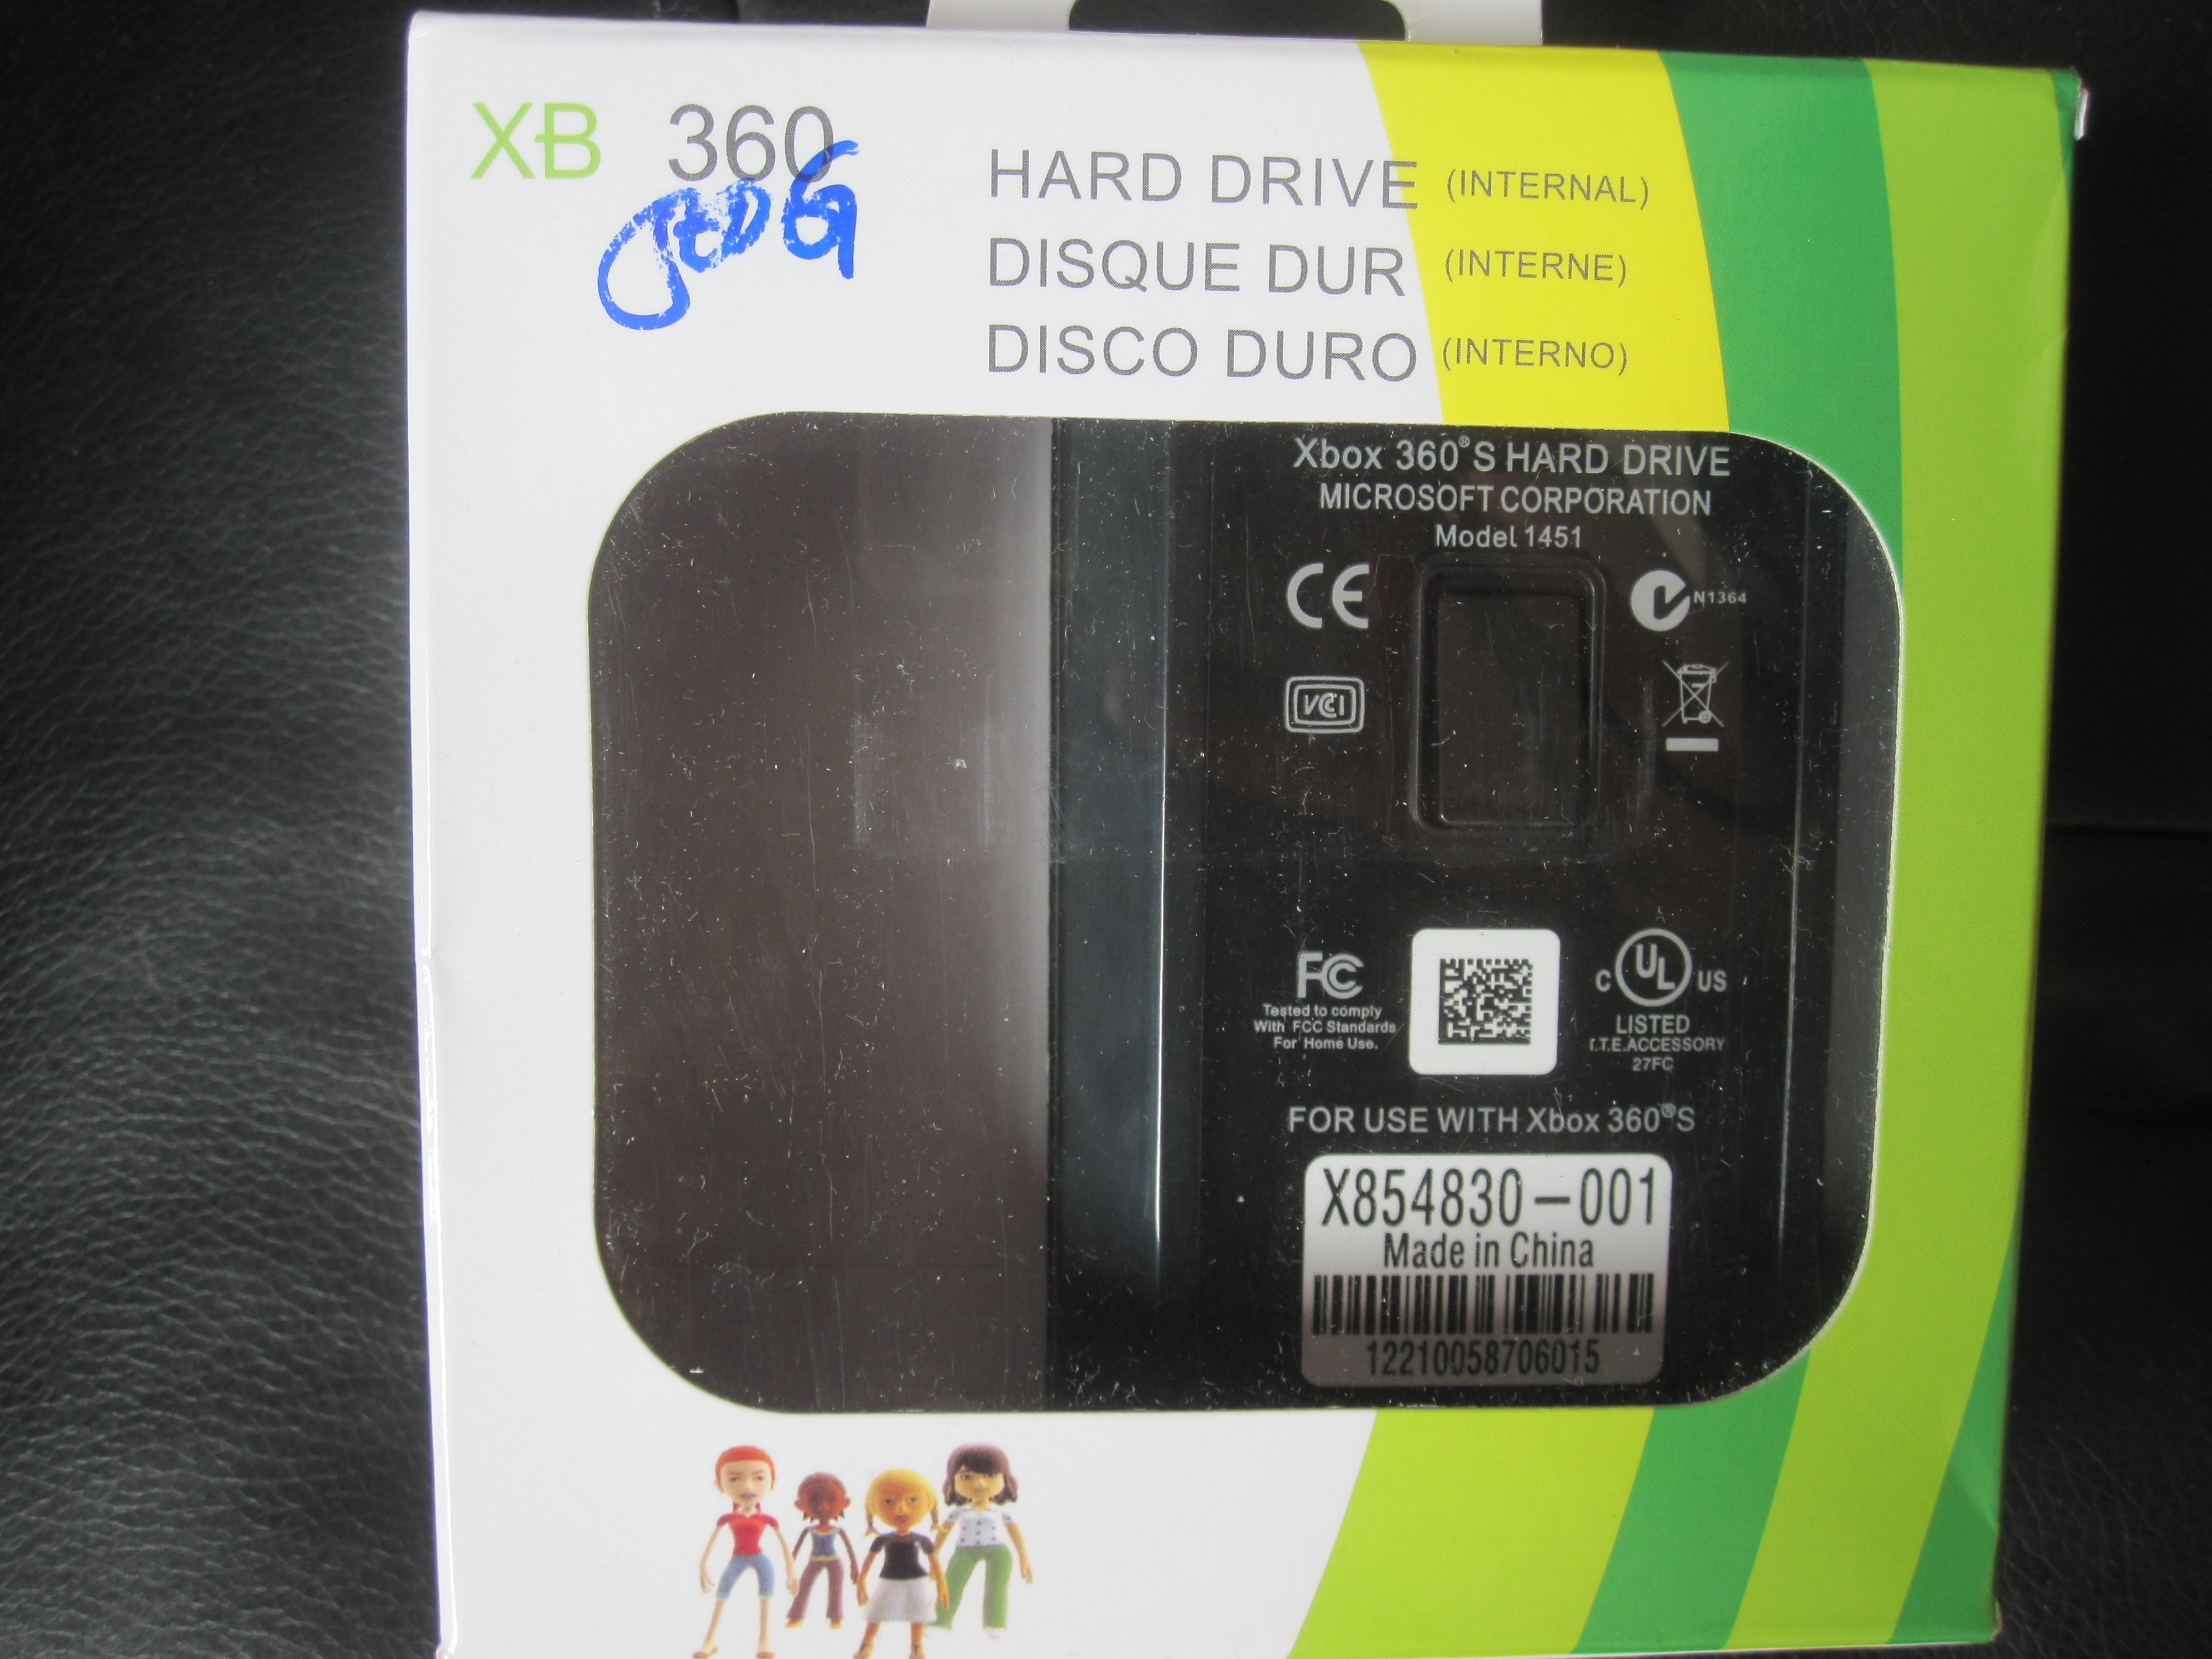 XB 360
HARD DRIVE (INTERNAL)
DISQUE DUR (INTERNE)
DISCO DURO (INTERNO)
Xbox 360® S HARD DRIVE
MICROSOFT CORPORATION
Model 1451
CE
N1364
VCI
FC
Tested to comply
With FCC Standards
For Home Use.
C UL US
LISTED
I.T.E.ACCESSORY
27FC
FOR USE WITH Xbox 360®S
X854830-001
Made in China
12210058706015